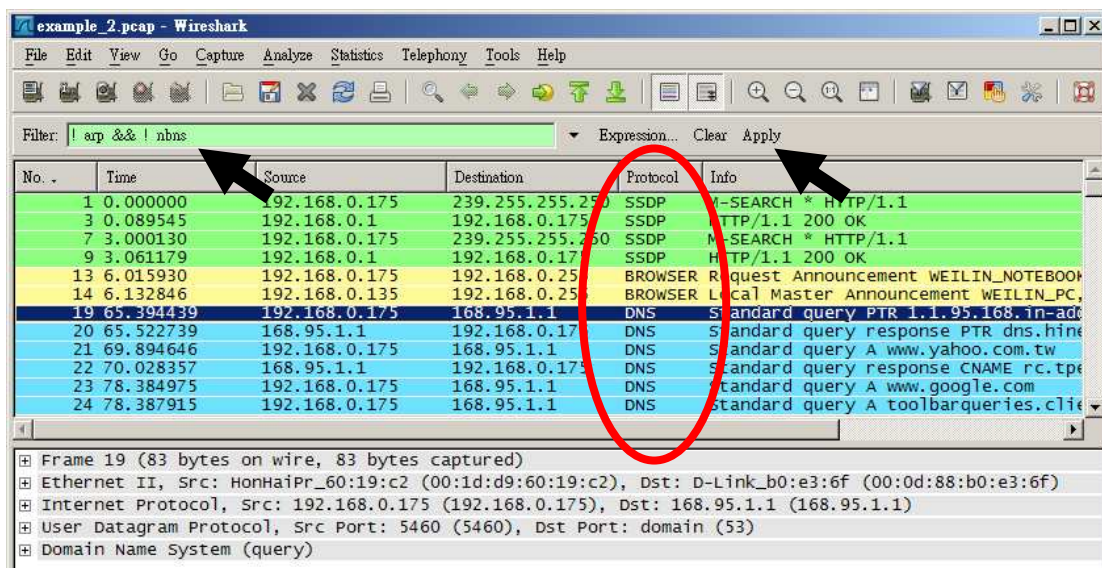 example_2.pcap - Wireshark
File Edit View Go Capture Analyze Statistics Telephony Tools Help
Filter: ! arp && ! nbns Expression... Clear Apply
No. . Time Source Destination Protocol Info
1 0.000000 192.168.0.175 239.255.255.250 SSDP M-SEARCH * HTTP/1.1
3 0.089545 192.168.0.1 192.168.0.175 SSDP HTTP/1.1 200 OK
7 3.000130 192.168.0.175 239.255.255.250 SSDP M-SEARCH * HTTP/1.1
9 3.061179 192.168.0.1 192.168.0.175 SSDP HTTP/1.1 200 OK
13 6.015930 192.168.0.175 192.168.0.255 BROWSER Request Announcement WEILIN_NOTEBOOK
14 6.132846 192.168.0.135 192.168.0.255 BROWSER Local Master Announcement WEILIN_PC,
19 65.394439 192.168.0.175 168.95.1.1 DNS Standard query PTR 1.1.95.168.in-add
20 65.522739 168.95.1.1 192.168.0.175 DNS Standard query response PTR dns.hine
21 69.894646 192.168.0.175 168.95.1.1 DNS Standard query A www.yahoo.com.tw
22 70.028357 168.95.1.1 192.168.0.175 DNS Standard query response CNAME rc.tpe
23 78.384975 192.168.0.175 168.95.1.1 DNS Standard query A www.google.com
24 78.387915 192.168.0.175 168.95.1.1 DNS Standard query A toolbarqueries.clie
Frame 19 (83 bytes on wire, 83 bytes captured)
Ethernet II, Src: HonHaiPr_60:19:c2 (00:1d:d9:60:19:c2), Dst: D-Link_b0:e3:6f (00:0d:88:b0:e3:6f)
Internet Protocol, Src: 192.168.0.175 (192.168.0.175), Dst: 168.95.1.1 (168.95.1.1)
User Datagram Protocol, Src Port: 5460 (5460), Dst Port: domain (53)
Domain Name System (query)